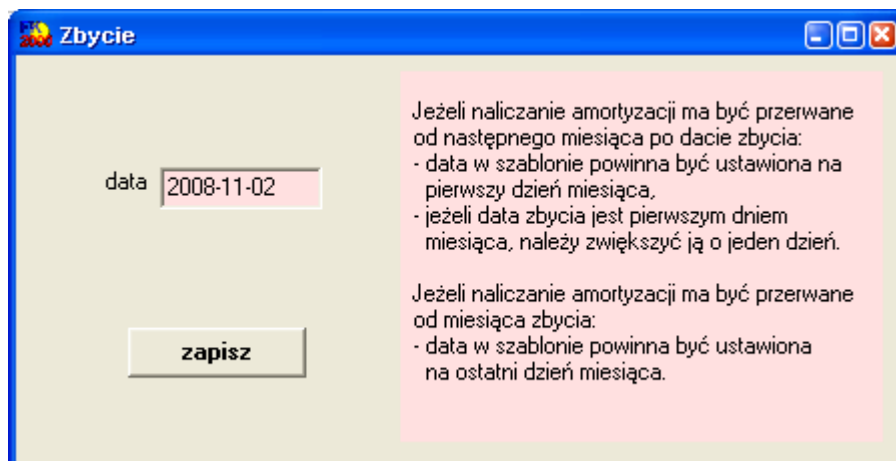 FK
2000
Zbycie
data
2008-11-02
zapisz
Jeżeli naliczanie amortyzacji ma być przerwane
od następnego miesiąca po dacie zbycia:
- data w szablonie powinna być ustawiona na
pierwszy dzień miesiąca,
- jeżeli data zbycia jest pierwszym dniem
miesiąca, należy zwiększyć ją o jeden dzień.
Jeżeli naliczanie amortyzacji ma być przerwane
od miesiąca zbycia:
- data w szablonie powinna być ustawiona
na ostatni dzień miesiąca.